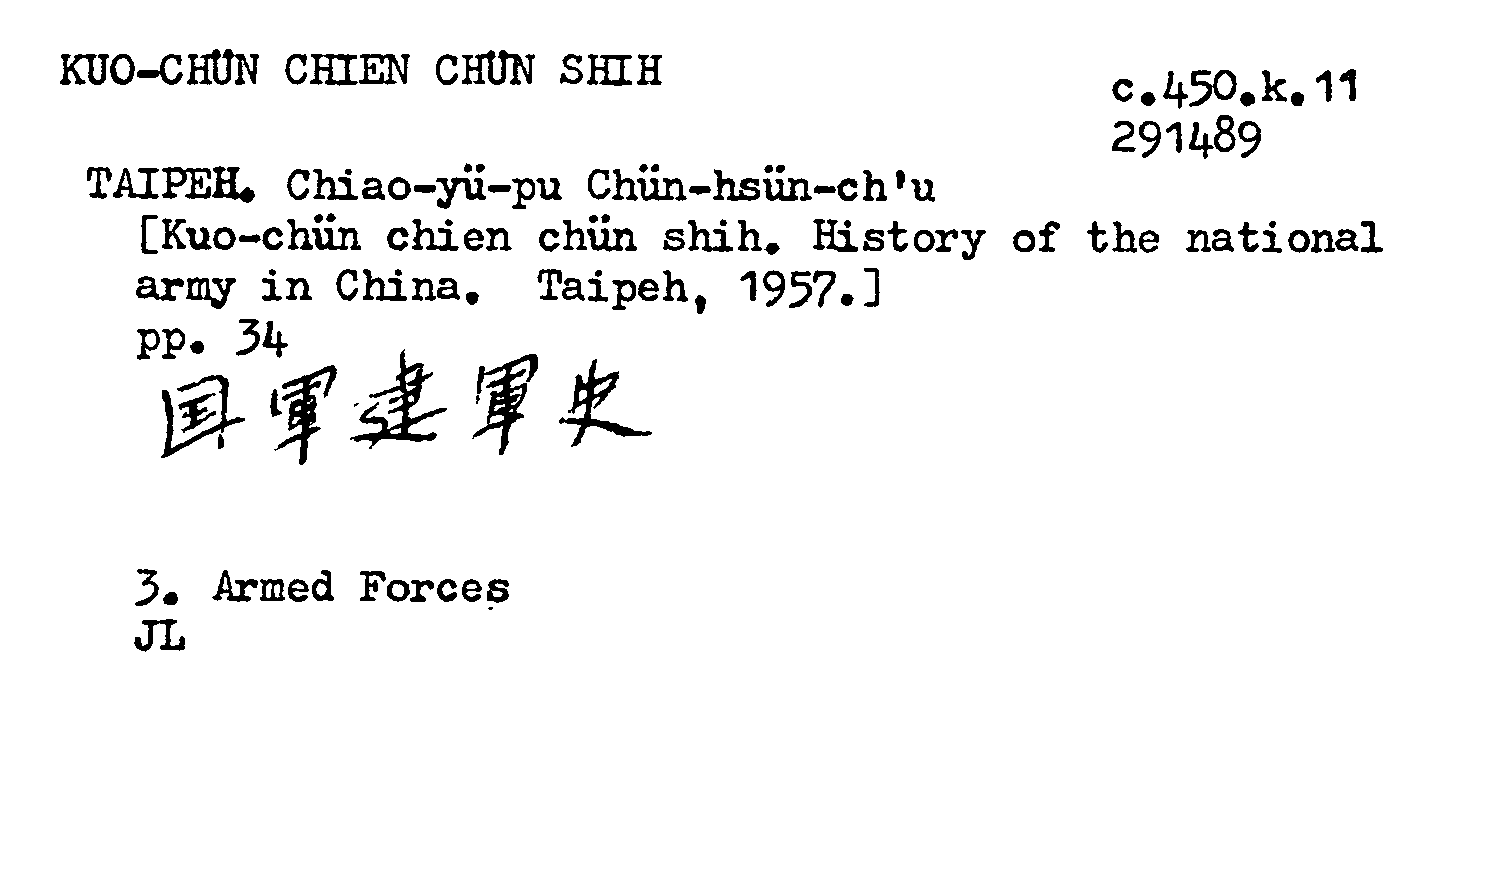 KUO-CHÜN CHIEN CHÜN SHIH
c.450.k.11
291489
TAIPEH. Chiao-yü-pu Chün-hsün-ch'u
[Kuo-chün chien chün shih. History of the national
army in China. Taipeh, 1957.]
pp. 34
国軍建軍史
3. Armed Forces
JL